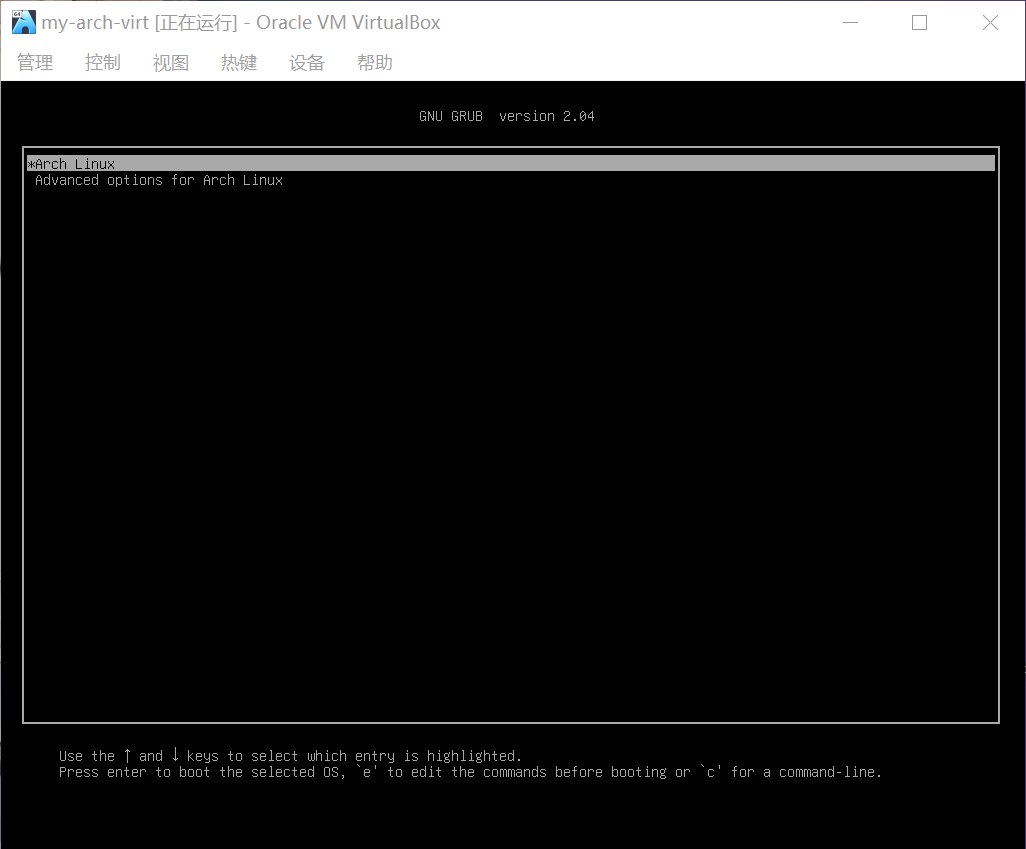 my-arch-virt [正在运行] - Oracle VM VirtualBox
管理 控制 视图 热键 设备 帮助
GNU GRUB version 2.04
*Arch Linux
Advanced options for Arch Linux
Use the ↑ and ↓ keys to select which entry is highlighted.
Press enter to boot the selected OS, `e' to edit the commands before booting or `c' for a command-line.